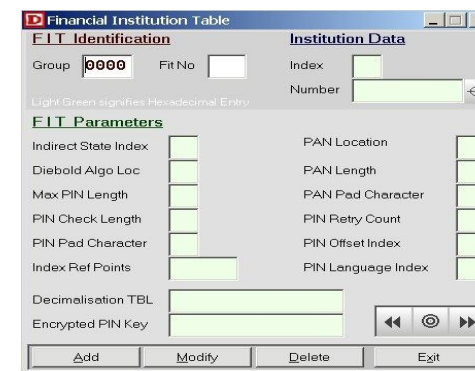 D Financial Institution Table
FIT Identification Institution Data
Group 0000 Fit No Index
Number
Light Green signifies Hexadecimal Entry
FIT Parameters
Indirect State Index PAN Location
Diebold Algo Loc PAN Length
Max PIN Length PAN Pad Character
PIN Check Length PIN Retry Count
PIN Pad Character PIN Offset Index
Index Ref Points PIN Language Index
Decimalisation TBL
Encrypted PIN Key
Add Modify Delete Exit